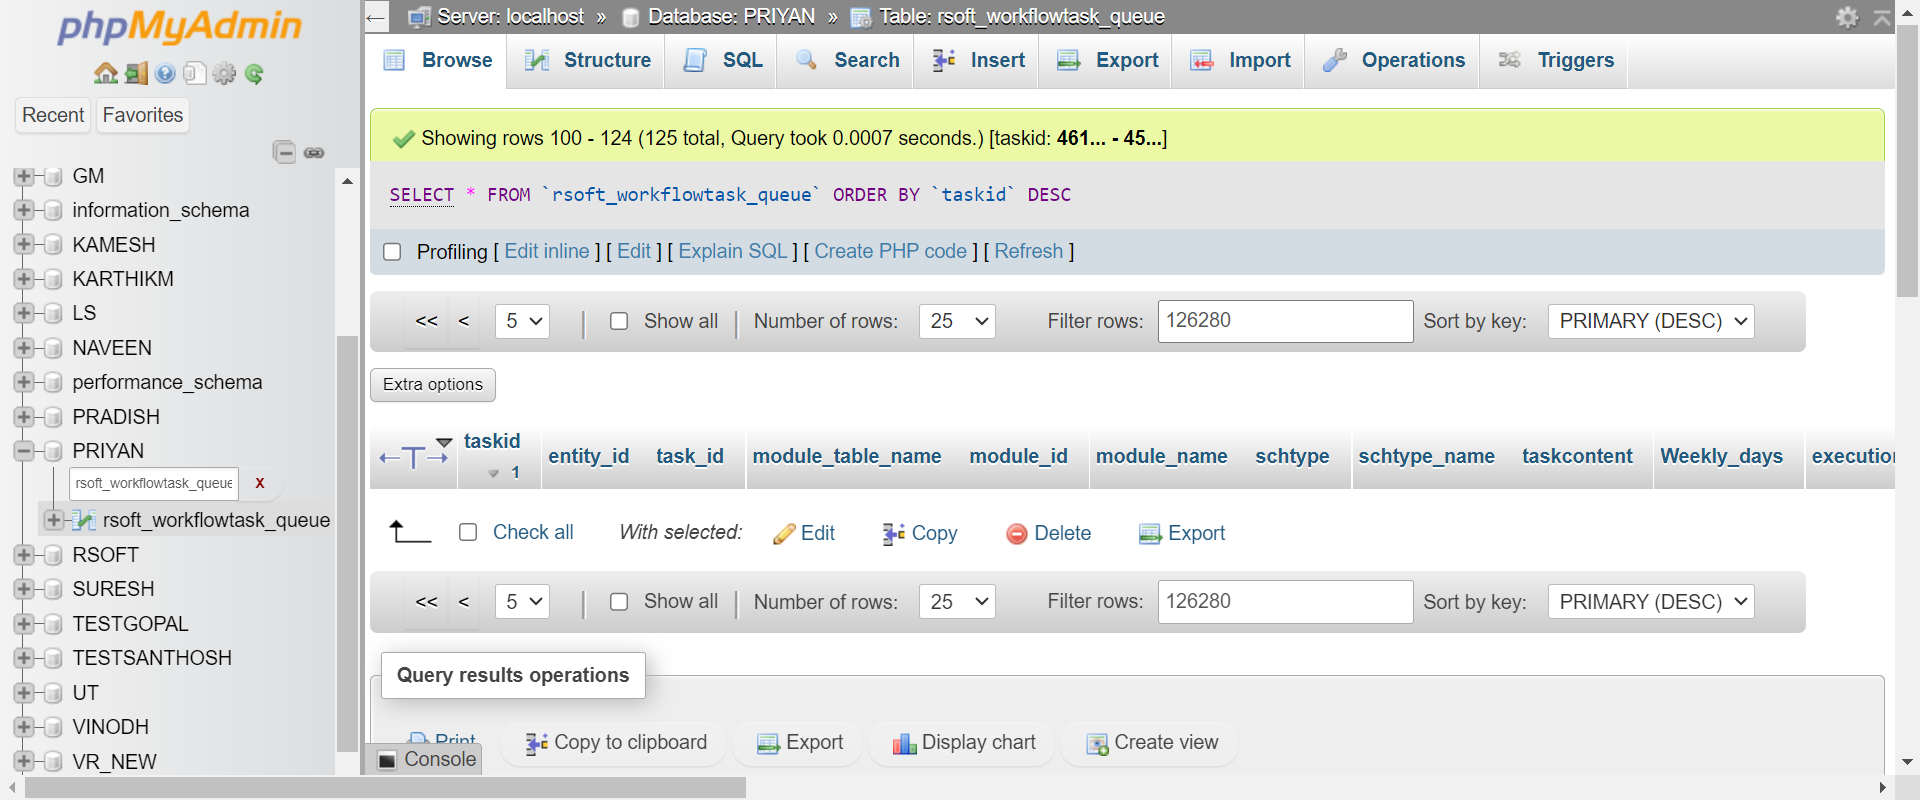 phpMyAdmin
Recent
Favorites
GM
information_schema
KAMESH
KARTHIKM
LS
NAVEEN
performance_schema
PRADISH
PRIYAN
rsoft_workflowtask_queue
X
rsoft_workflowtask_queue
RSOFT
SURESH
TESTGOPAL
TESTSANTHOSH
UT
VINODH
VR_NEW
Server: localhost » Database: PRIYAN » Table: rsoft_workflowtask_queue
Browse Structure SQL Search Insert Export Import Operations Triggers
Showing rows 100 - 124 (125 total, Query took 0.0007 seconds.) [taskid: 461... - 45...]
SELECT * FROM `rsoft_workflowtask_queue` ORDER BY `taskid` DESC
Profiling [ Edit inline ] [ Edit ] [ Explain SQL ] [ Create PHP code ] [ Refresh ]
<< < 5 | Show all | Number of rows: 25 Filter rows: 126280 Sort by key: PRIMARY (DESC)
Extra options
←T→ taskid 1 entity_id task_id module_table_name module_id module_name schtype schtype_name taskcontent Weekly_days execution
Check all With selected: Edit Copy Delete Export
<< < 5 | Show all | Number of rows: 25 Filter rows: 126280 Sort by key: PRIMARY (DESC)
Query results operations
Print Copy to clipboard Export Display chart Create view
Console